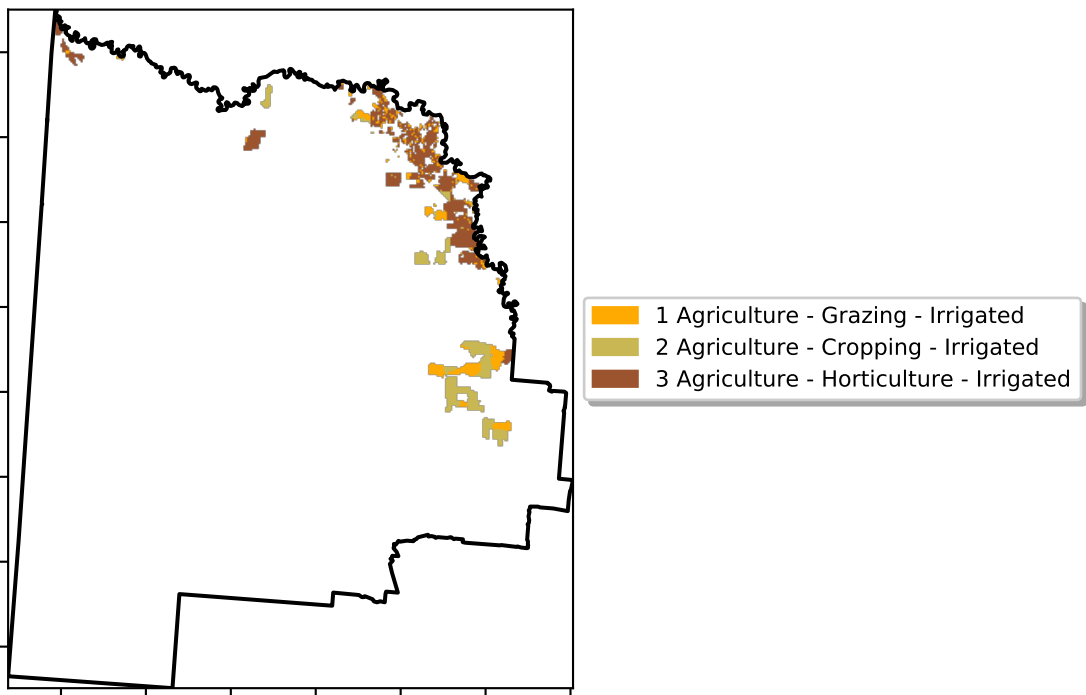 1 Agriculture - Grazing - Irrigated
2 Agriculture - Cropping - Irrigated
3 Agriculture - Horticulture - Irrigated